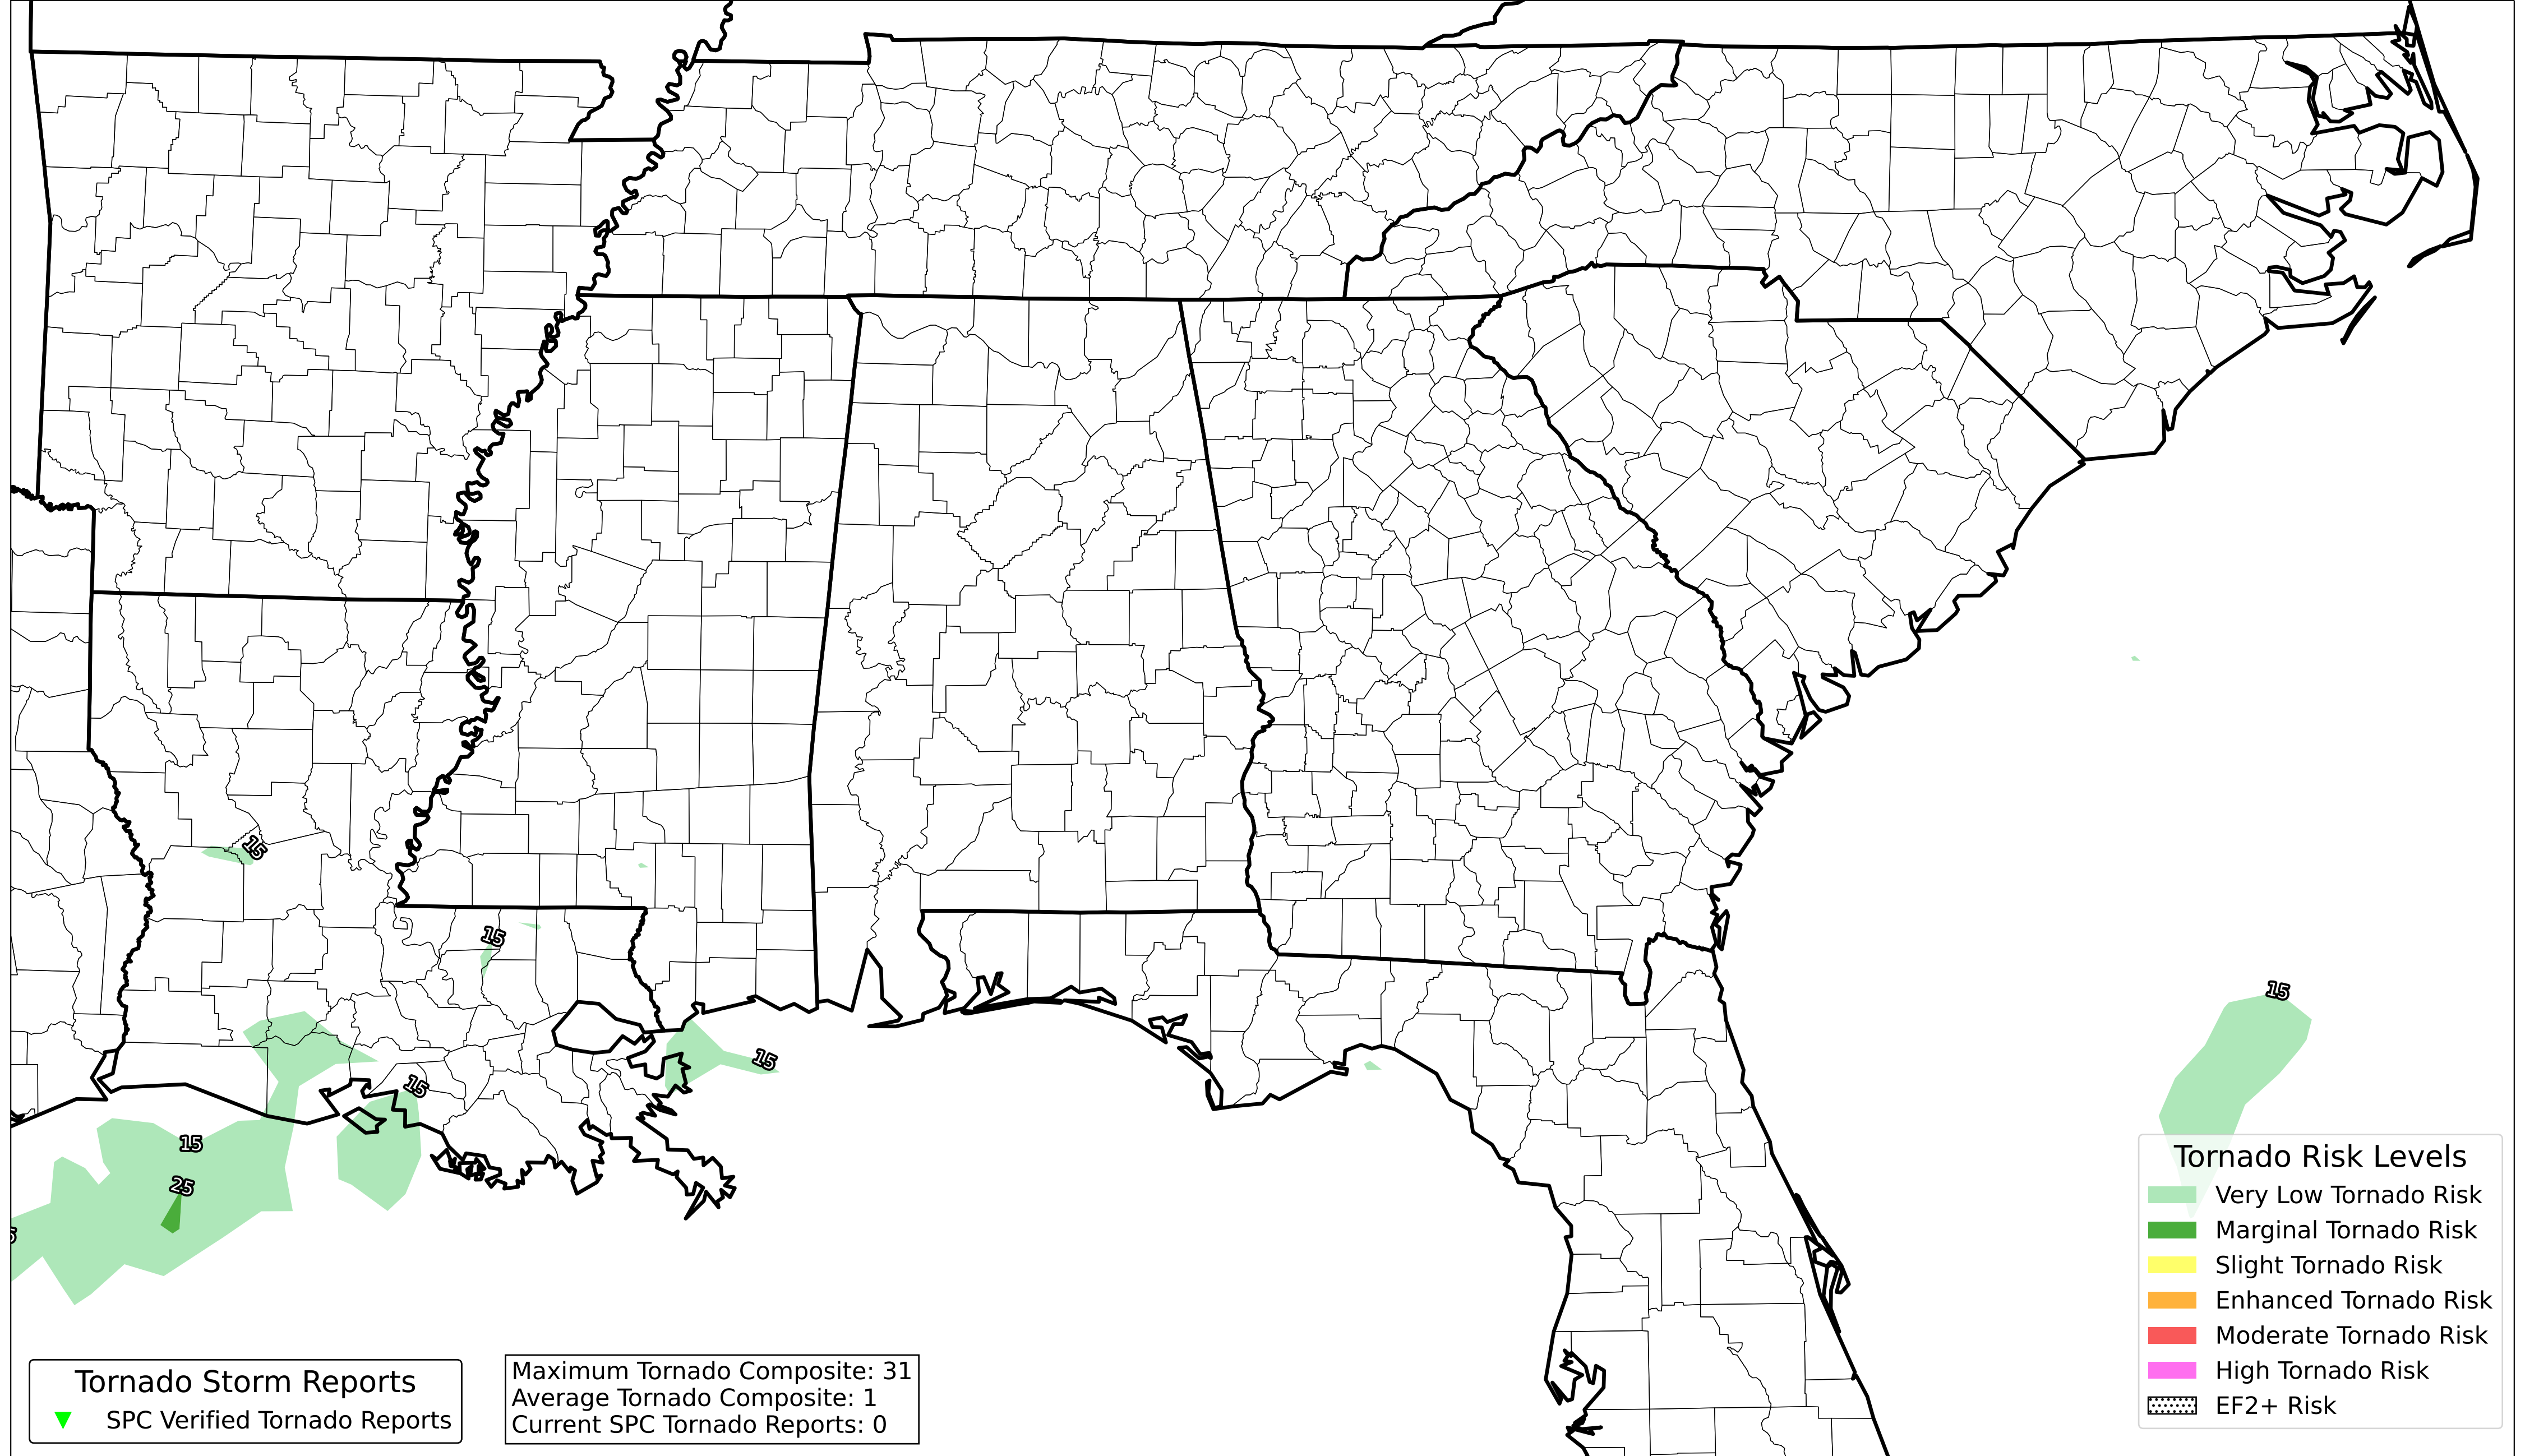 15
15
15
15
15
15
25
Tornado Risk Levels
Very Low Tornado Risk
Marginal Tornado Risk
Slight Tornado Risk
Enhanced Tornado Risk
Moderate Tornado Risk
High Tornado Risk
EF2+ Risk
Tornado Storm Reports
SPC Verified Tornado Reports
Maximum Tornado Composite: 31
Average Tornado Composite: 1
Current SPC Tornado Reports: 0